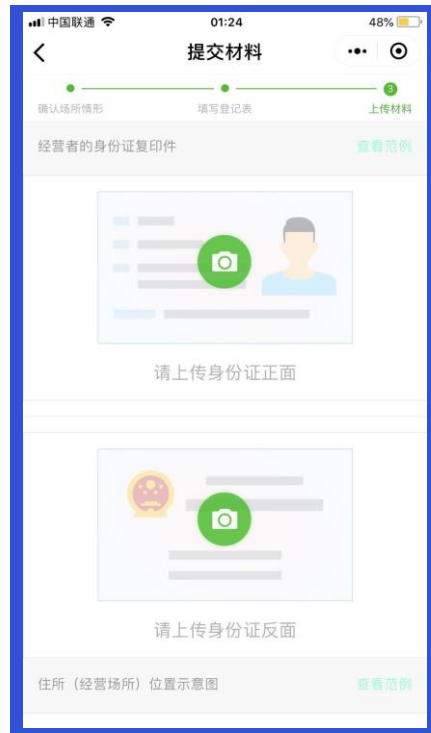 中国联通 01:24 48%
提交材料
3
确认场所情形 填写登记表 上传材料
经营者的身份证复印件 查看范例
请上传身份证正面
请上传身份证反面
住所（经营场所）位置示意图 查看范例